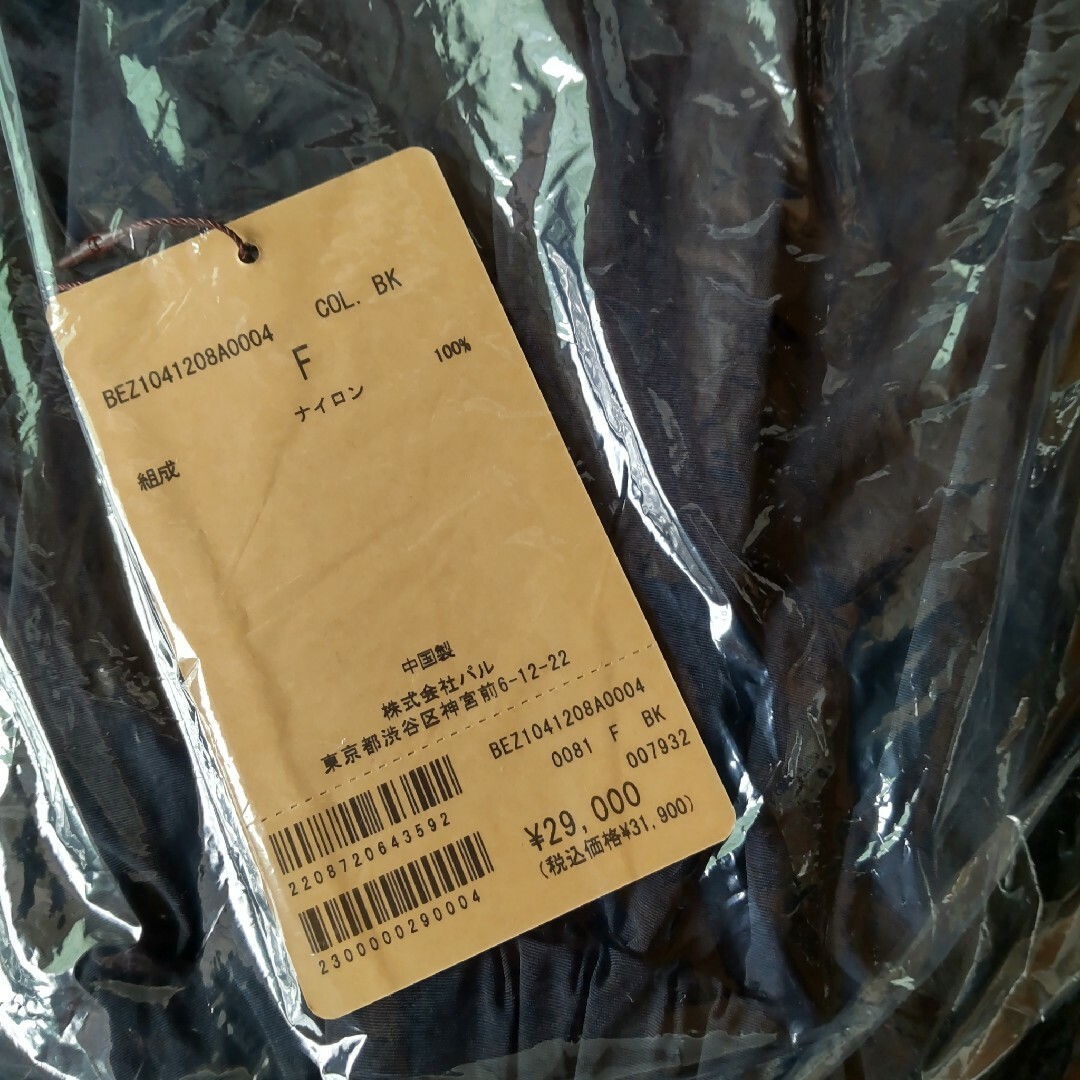 COL. BK
BEZ1041208A0004
F
ナイロン 100%
組成
中国製
株式会社パル
東京都渋谷区神宮前6-12-22
BEZ1041208A0004
0081 F BK
007932
2208720643592
¥29,000
(税込価格¥31,900)
2300000290004